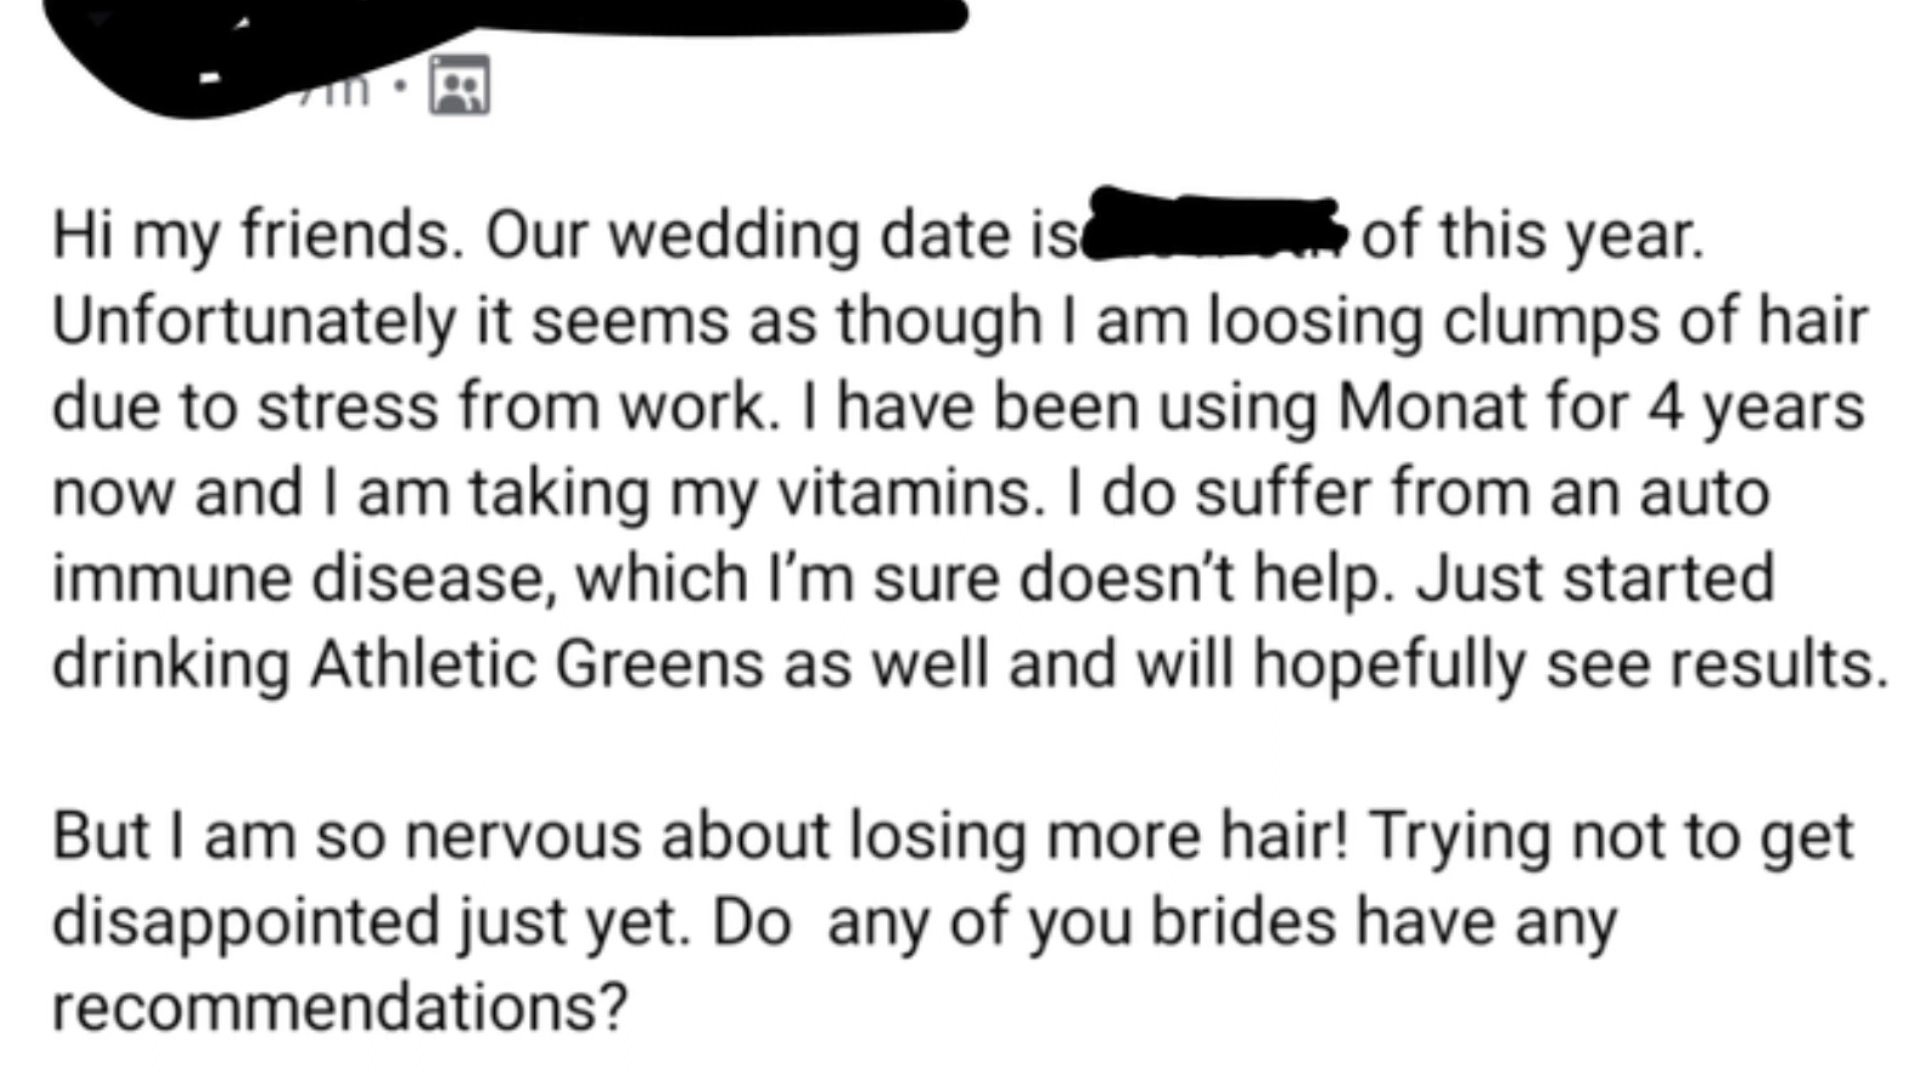 Hi my friends. Our wedding date is of this year.
Unfortunately it seems as though I am loosing clumps of hair
due to stress from work. I have been using Monat for 4 years
now and I am taking my vitamins. I do suffer from an auto
immune disease, which I’m sure doesn’t help. Just started
drinking Athletic Greens as well and will hopefully see results.
But I am so nervous about losing more hair! Trying not to get
disappointed just yet. Do  any of you brides have any
recommendations?